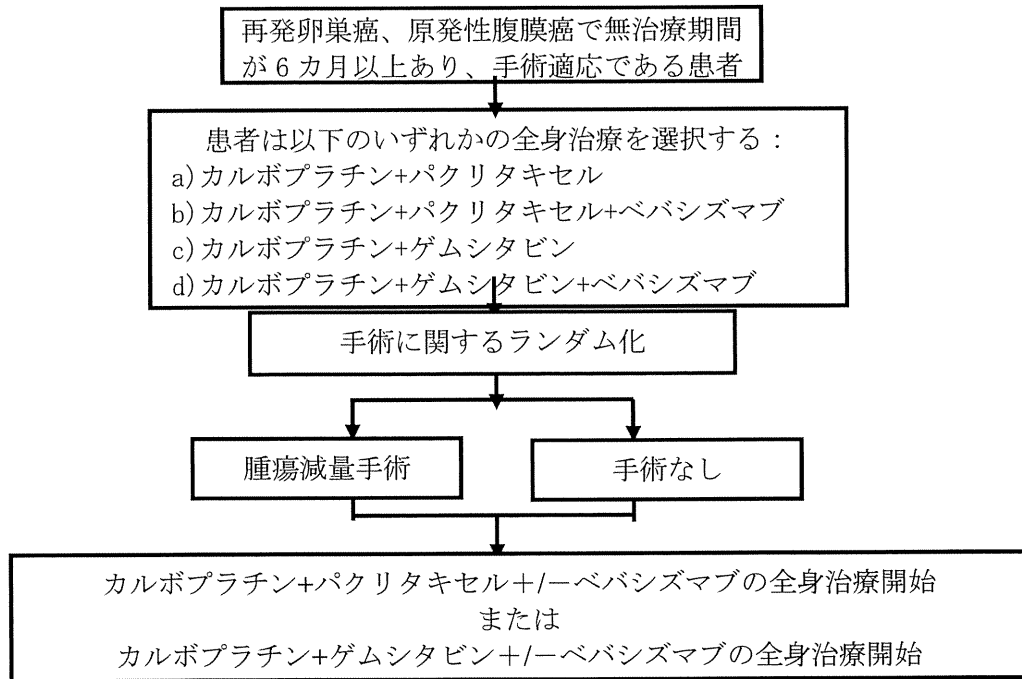 再発卵巣癌、原発性腹膜癌で無治療期間
が6カ月以上あり、手術適応である患者
患者は以下のいずれかの全身治療を選択する：
a)カルボプラチン+パクリタキセル
b)カルボプラチン+パクリタキセル+ベバシズマブ
c)カルボプラチン+ゲムシタビン
d)カルボプラチン+ゲムシタビン+ベバシズマブ
手術に関するランダム化
腫瘍減量手術
手術なし
カルボプラチン+パクリタキセル＋/－ベバシズマブの全身治療開始
または
カルボプラチン+ゲムシタビン＋/－ベバシズマブの全身治療開始